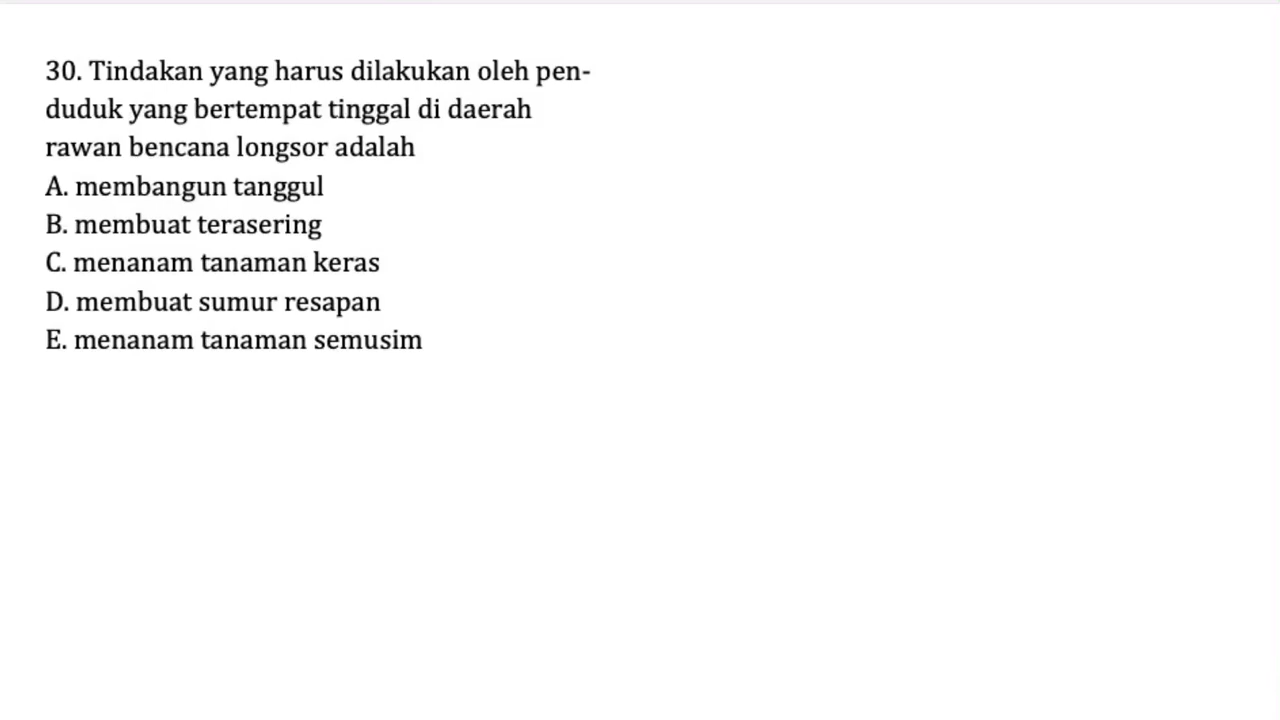 30. Tindakan yang harus dilakukan oleh pen-
duduk yang bertempat tinggal di daerah
rawan bencana longsor adalah
A. membangun tanggul
B. membuat terasering
C. menanam tanaman keras
D. membuat sumur resapan
E. menanam tanaman semusim